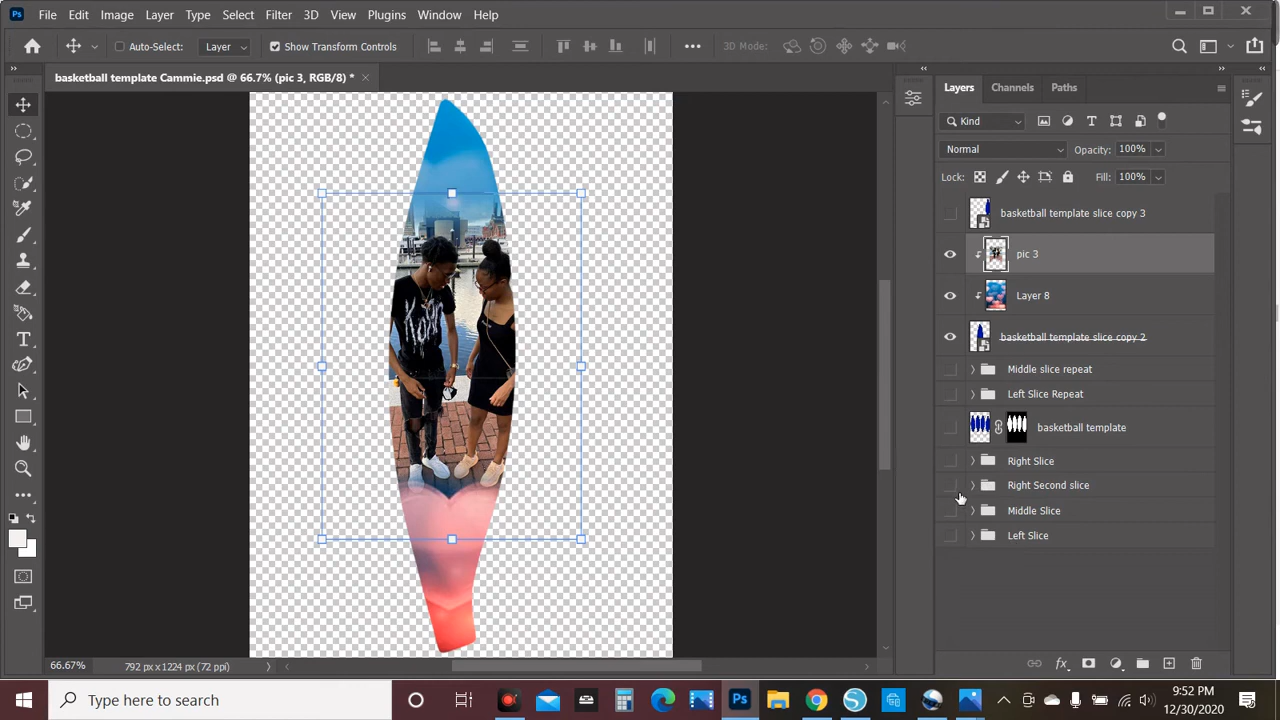 Ps File Edit Image Layer Type Select Filter 3D View Plugins Window Help
Auto-Select: Layer Show Transform Controls 3D Mode:
basketball template Cammie.psd @ 66.7% (pic 3, RGB/8) *
Layers Channels Paths
Kind
Normal Opacity: 100%
Lock: Fill: 100%
basketball template slice copy 3
pic 3
Layer 8
basketball template slice copy 2
Middle slice repeat
Left Slice Repeat
basketball template
Right Slice
Right Second slice
Middle Slice
Left Slice
66.67% 792 px x 1224 px (72 ppi)
Type here to search Ps
9:52 PM
12/30/2020